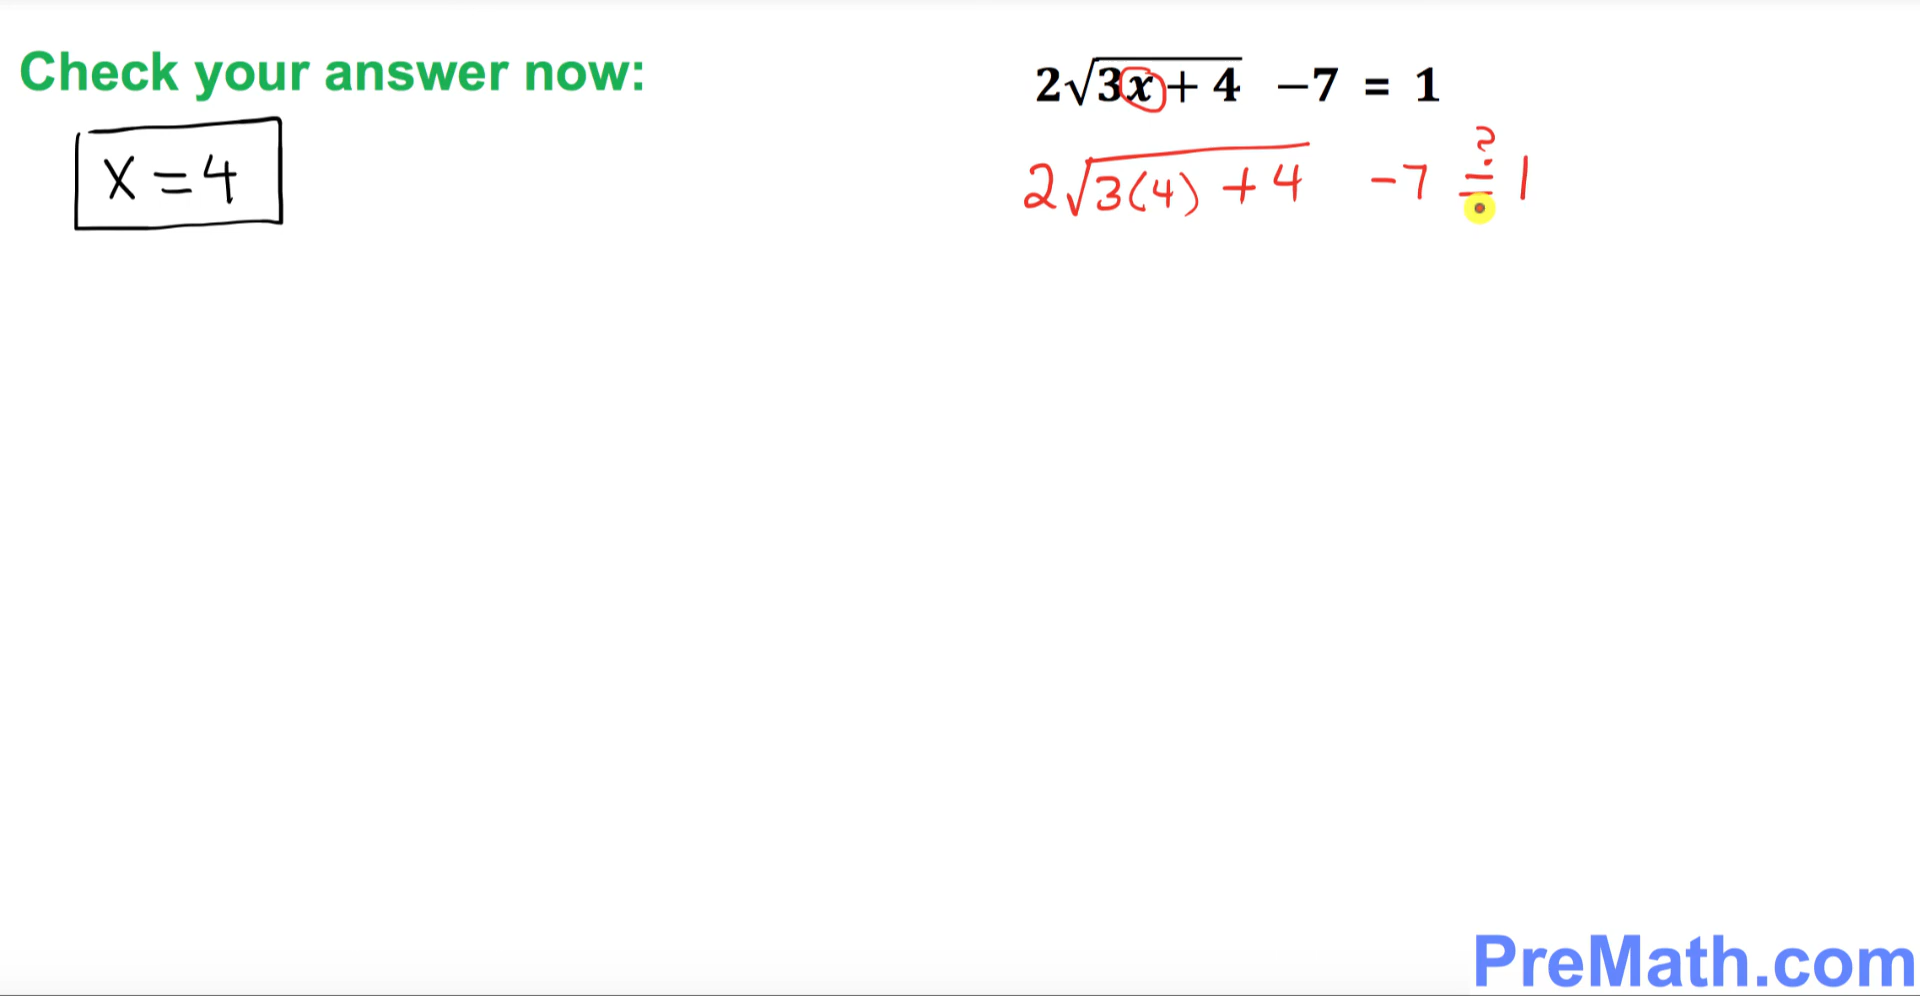 Check your answer now:
2√3x + 4 −7 = 1
x = 4
2√3(4) + 4 −7 ≟ 1
PreMath.com